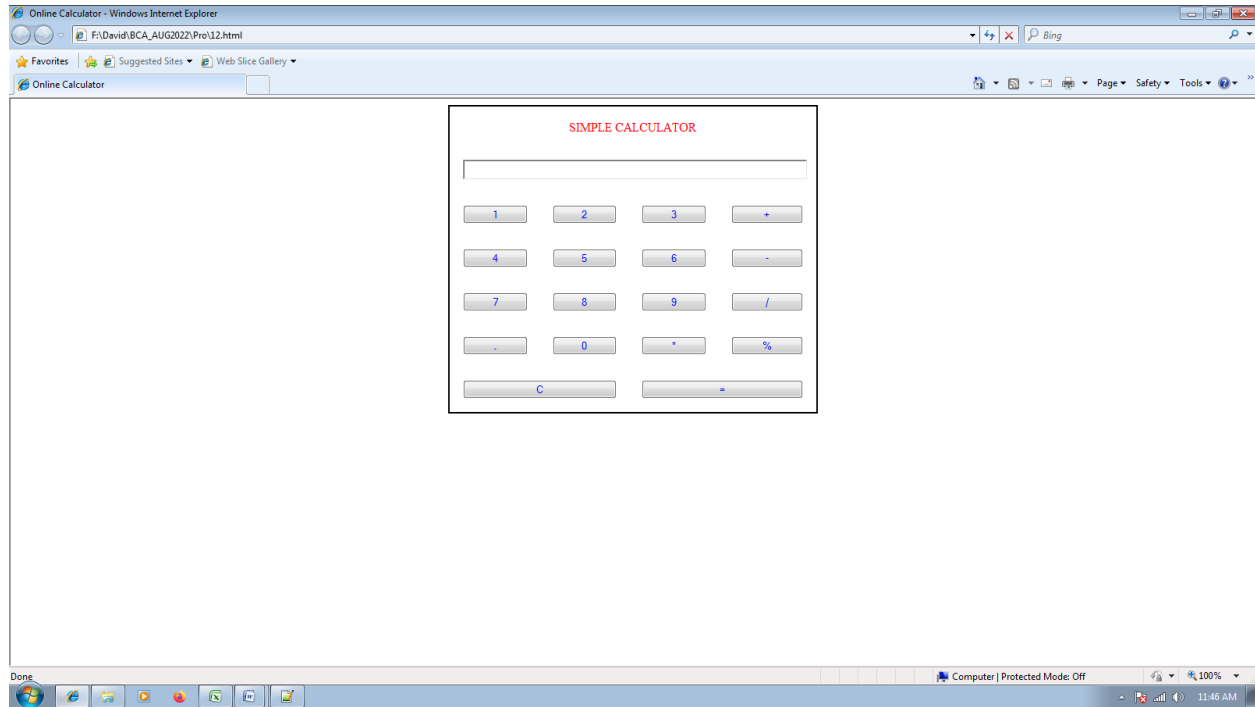 Online Calculator - Windows Internet Explorer
F:\David\BCA_AUG2022\Pro\12.html
Bing
Favorites Suggested Sites Web Slice Gallery
Online Calculator
Page Safety Tools
SIMPLE CALCULATOR
1 2 3 +
4 5 6 -
7 8 9 /
. 0 * %
C =
Done
Computer | Protected Mode: Off
100%
11:46 AM